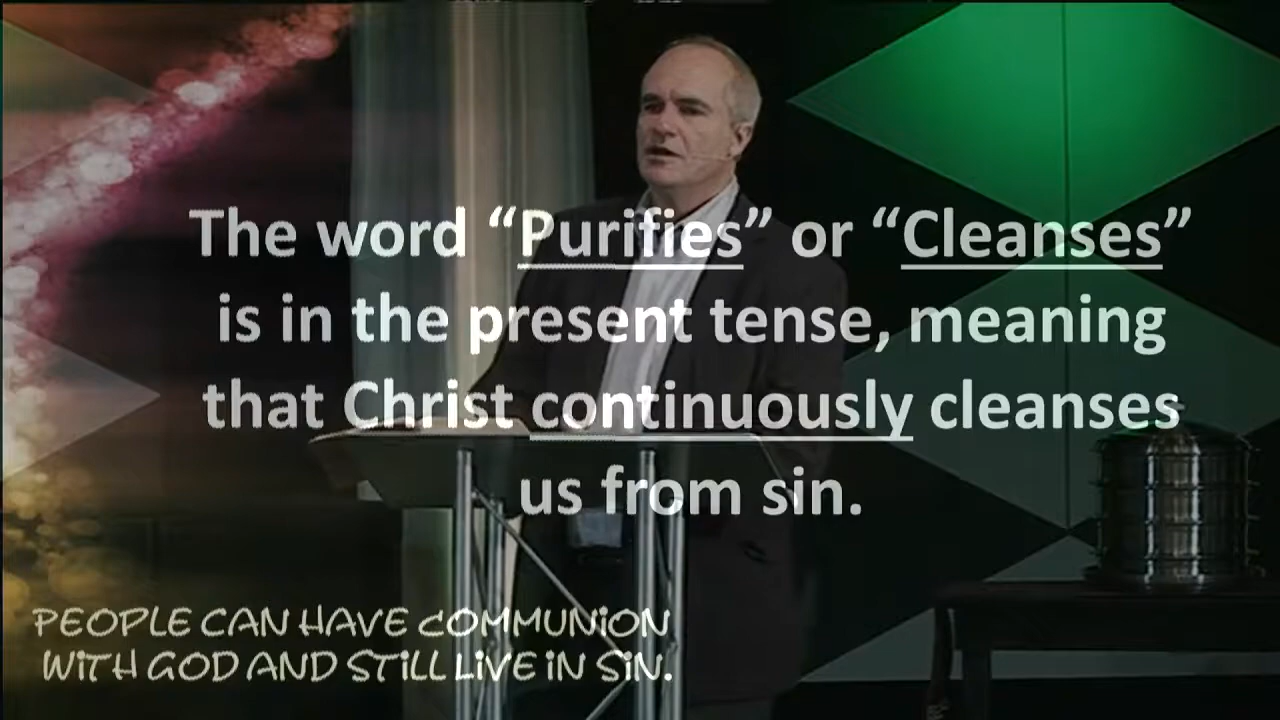 The word “Purifies” or “Cleanses”
is in the present tense, meaning
that Christ continuously cleanses
us from sin.
PEOPLE CAN HAVE COMMUNION
WITH GOD AND STILL LIVE IN SIN.